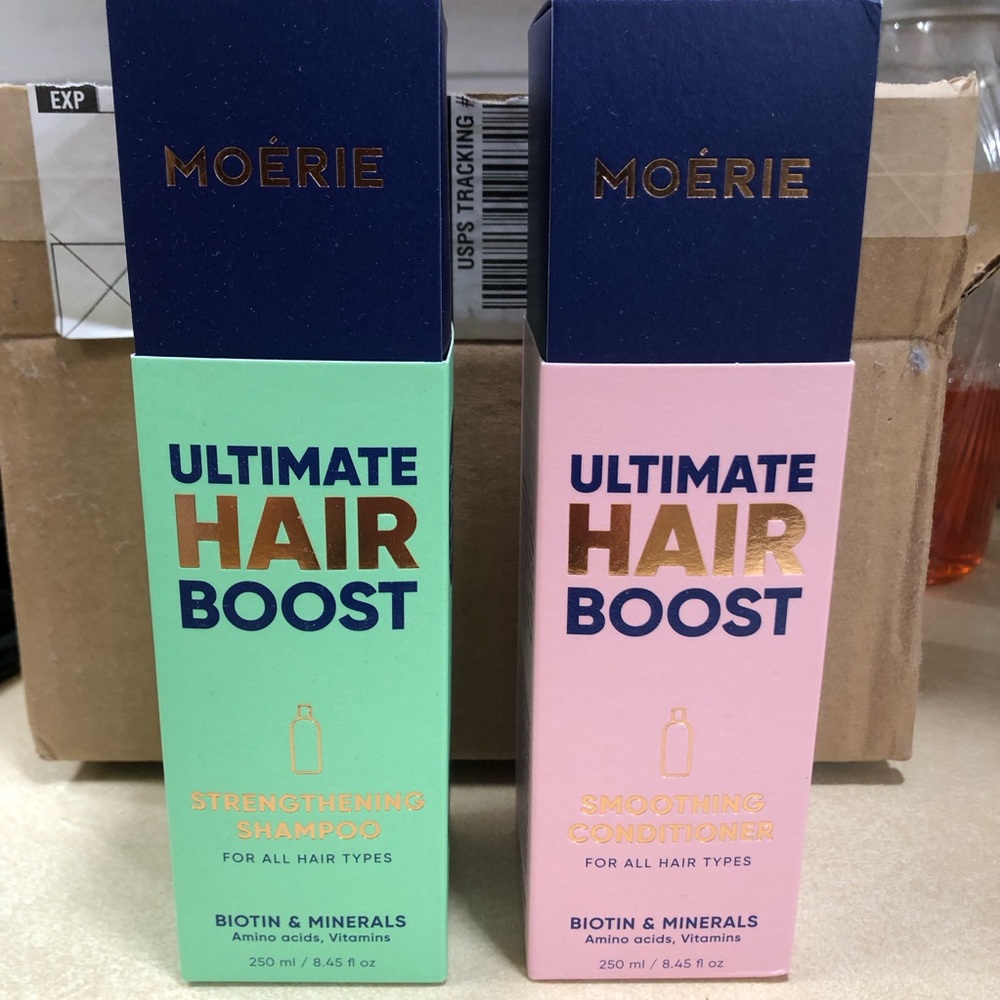 EXP
USPS TRACKING #
MOÉRIE
ULTIMATE
HAIR
BOOST
STRENGTHENING
SHAMPOO
FOR ALL HAIR TYPES
BIOTIN & MINERALS
Amino acids, Vitamins
250 ml / 8.45 fl oz
MOÉRIE
ULTIMATE
HAIR
BOOST
SMOOTHING
CONDITIONER
FOR ALL HAIR TYPES
BIOTIN & MINERALS
Amino acids, Vitamins
250 ml / 8.45 fl oz